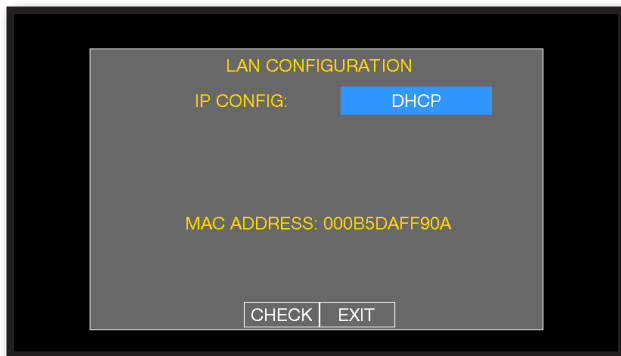 LAN CONFIGURATION
IP CONFIG: DHCP
MAC ADDRESS: 000B5DAFF90A
CHECK EXIT